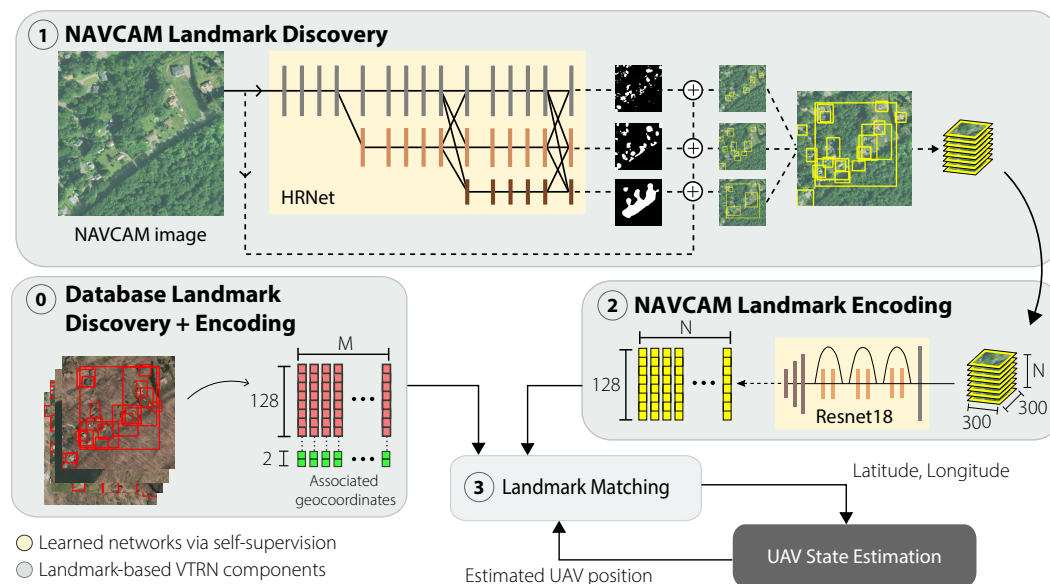 1 NAVCAM Landmark Discovery
HRNet
NAVCAM image
0 Database Landmark
Discovery + Encoding
M
128
2
Associated
geocoordinates
2 NAVCAM Landmark Encoding
N
128
Resnet18
N
300
300
3 Landmark Matching
Latitude, Longitude
UAV State Estimation
Estimated UAV position
Learned networks via self-supervision
Landmark-based VTRN components